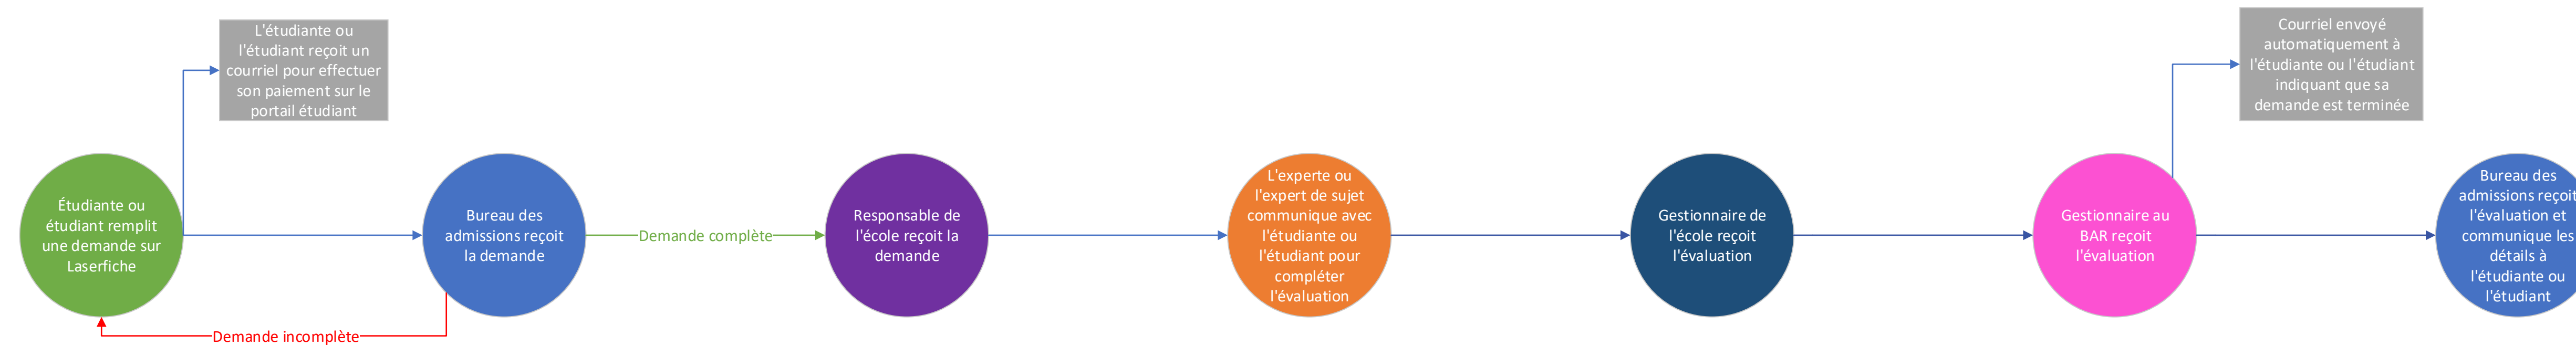 L'étudiante ou
l'étudiant reçoit un
courriel pour effectuer
son paiement sur le
portail étudiant
Courriel envoyé
automatiquement à
l'étudiante ou l'étudiant
indiquant que sa
demande est terminée
Étudiante ou
étudiant remplit
une demande sur
Laserfiche
Bureau des
admissions reçoit
la demande
Demande complète
Responsable de
l'école reçoit la
demande
L'experte ou
l'expert de sujet
communique avec
l'étudiante ou
l'étudiant pour
compléter
l'évaluation
Gestionnaire de
l'école reçoit
l'évaluation
Gestionnaire au
BAR reçoit
l'évaluation
Bureau des
admissions reçoit
l'évaluation et
communique les
détails à
l'étudiante ou
l'étudiant
Demande incomplète